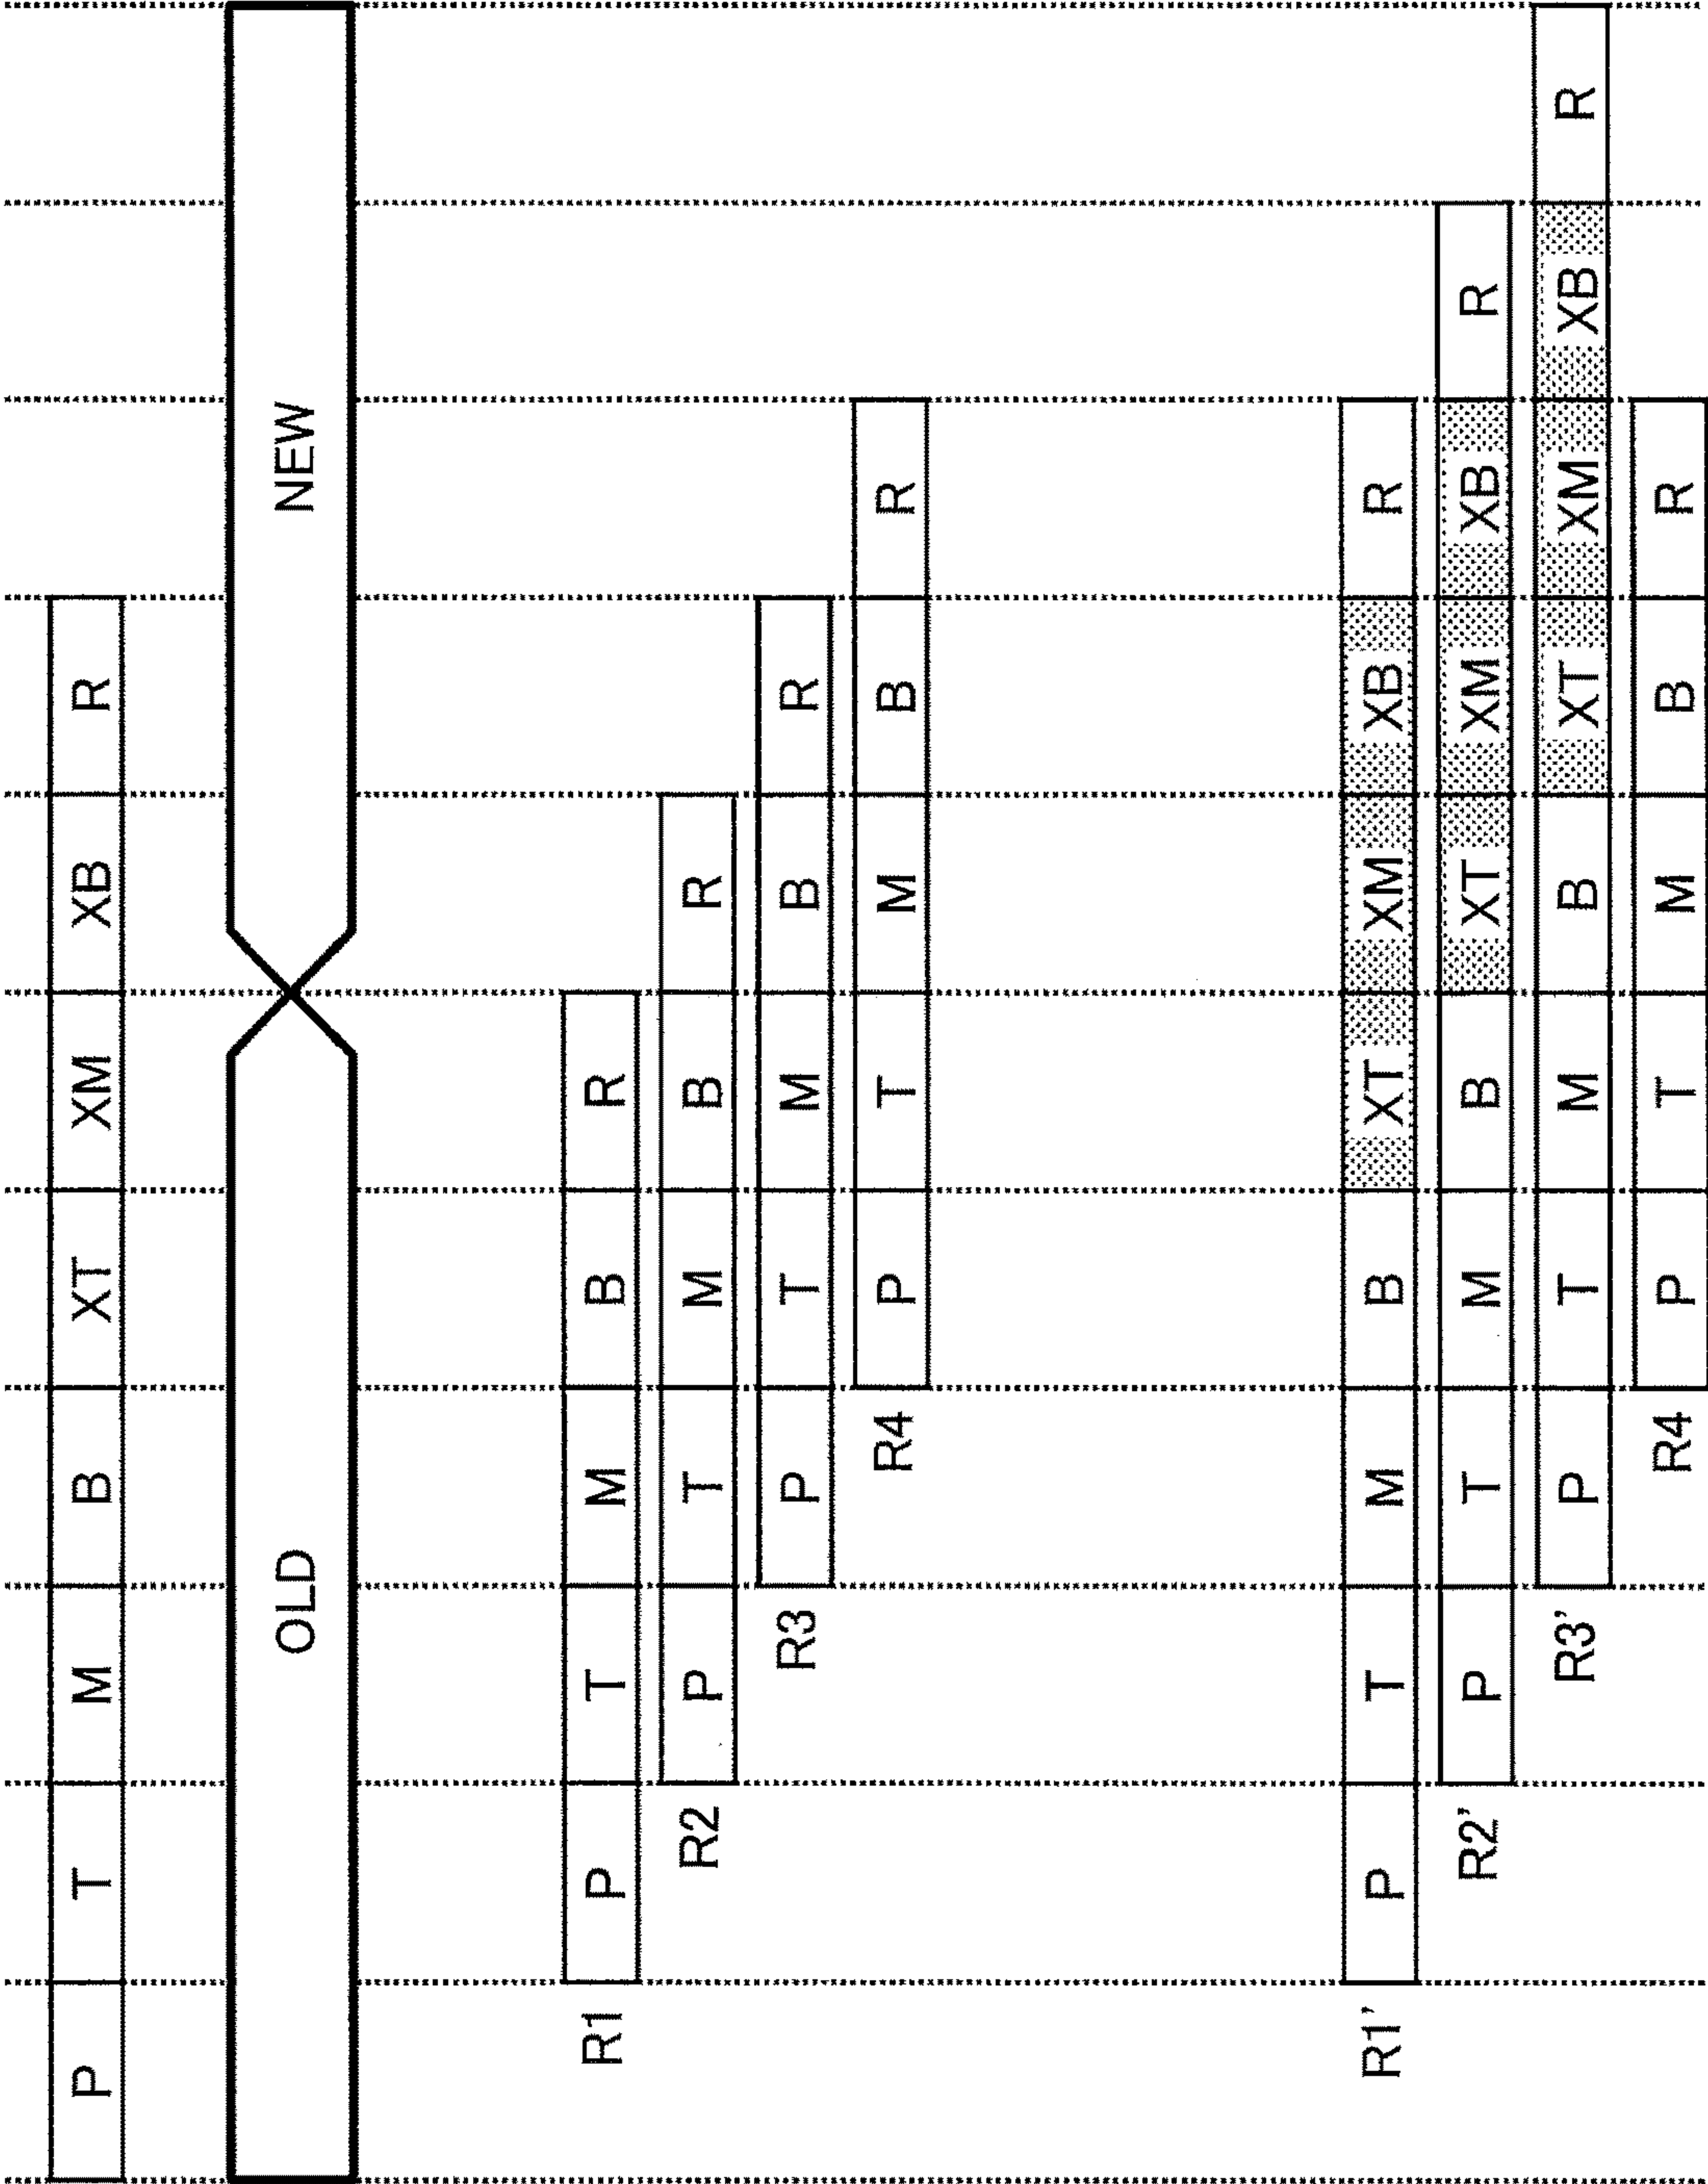 P T M B XT XM XB R
OLD NEW
R1 P T M B R
R2 P T M B R
R3 P T M B R
R4 P T M B R
R1' P T M B XT XM XB R
R2' P T M B XT XM XB R
R3' P T M B XT XM XB R
R4 P T M B R